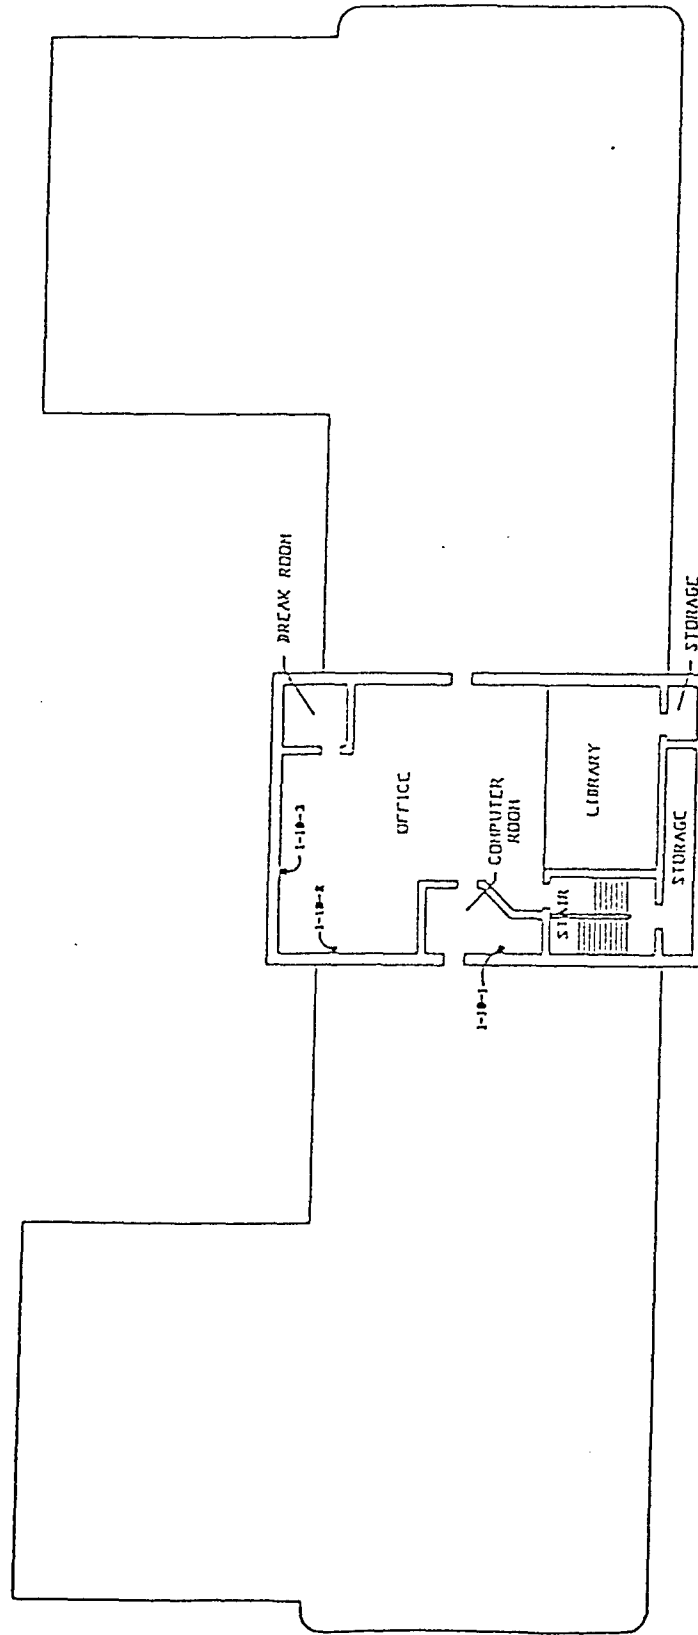 BREAK ROOM
1-10-3
1-10-2
OFFICE
COMPUTER
ROOM
1-10-1
STAIR
LIBRARY
STORAGE
STORAGE